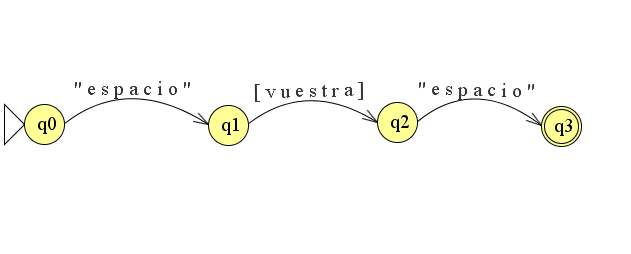 "espacio" [vuestra] "espacio"
q0 q1 q2 q3